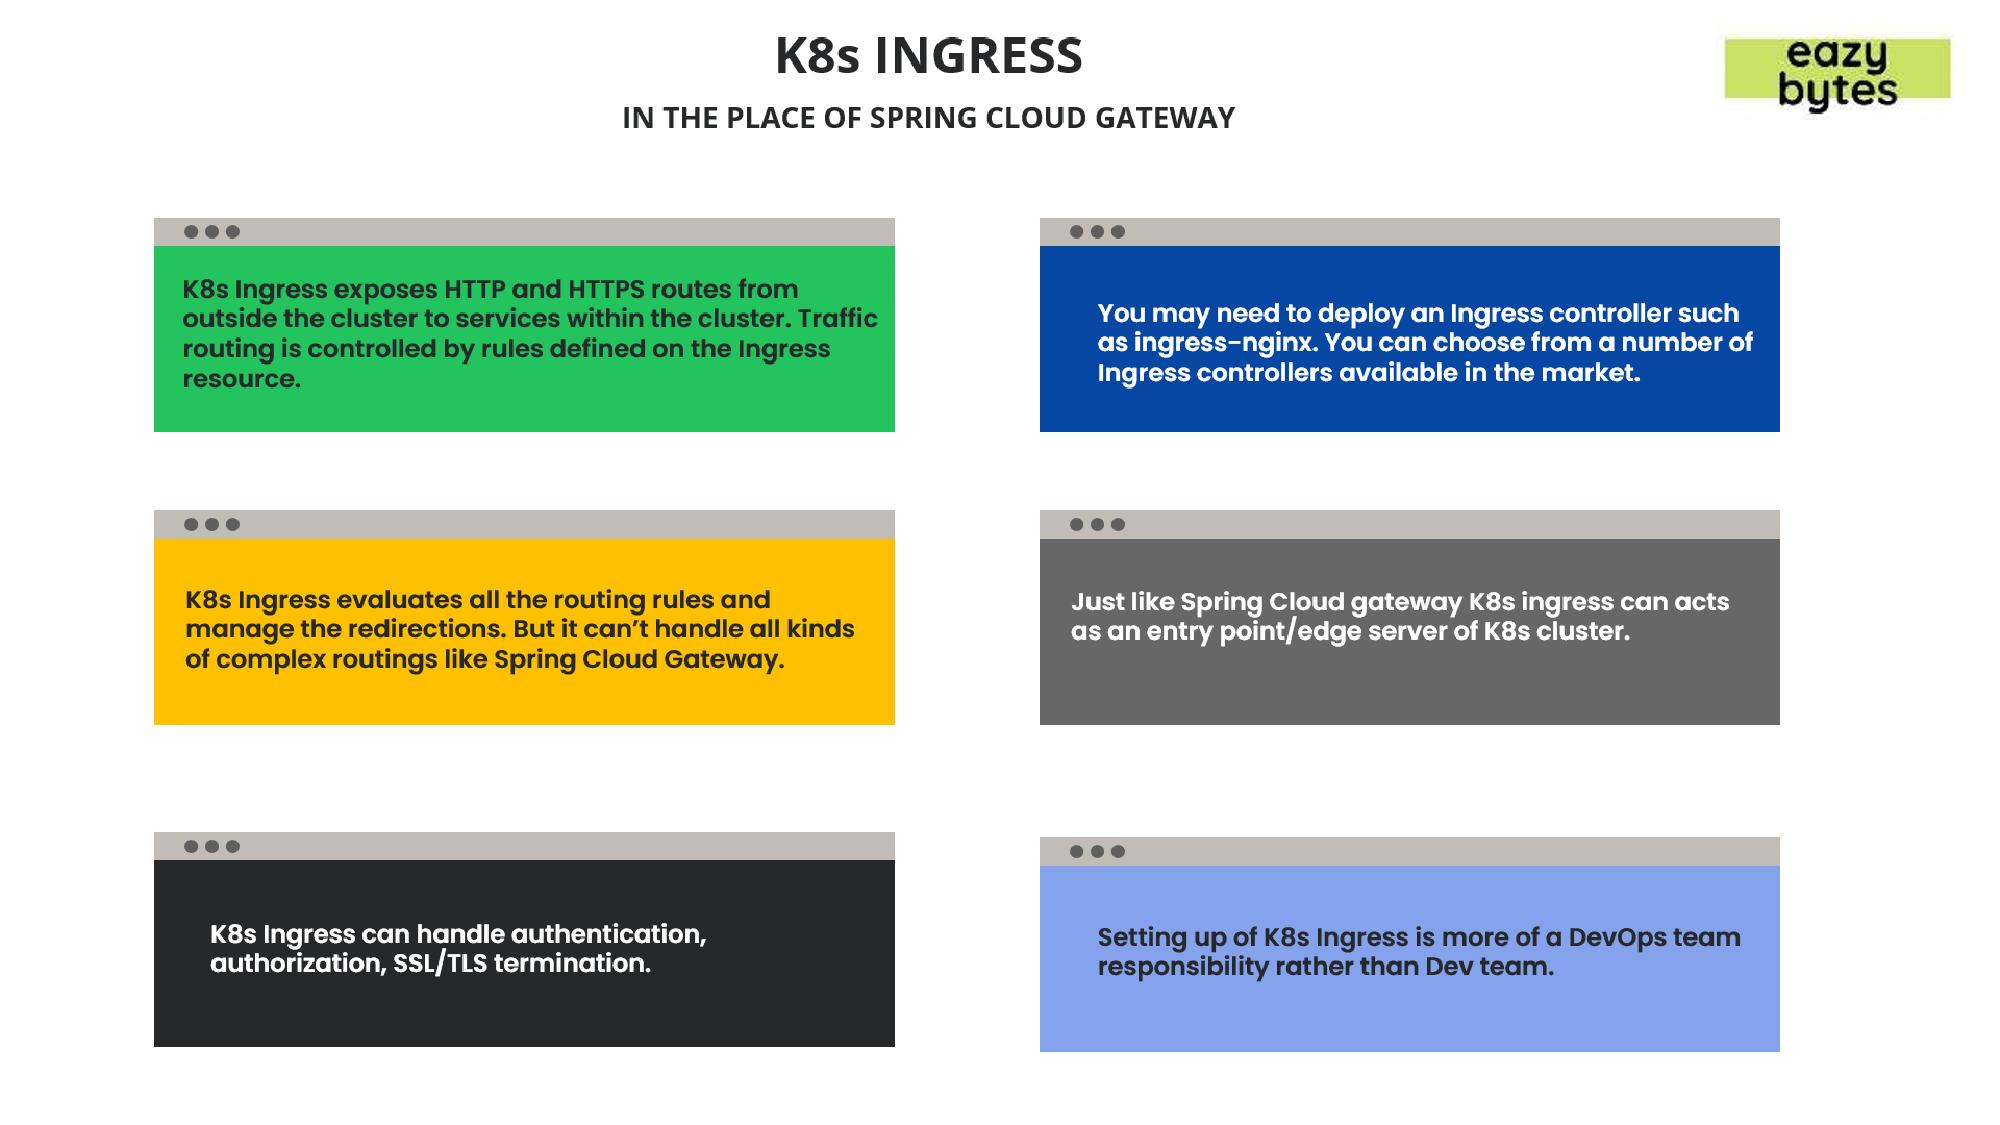 K8s INGRESS
IN THE PLACE OF SPRING CLOUD GATEWAY
eazy
bytes
K8s Ingress exposes HTTP and HTTPS routes from
outside the cluster to services within the cluster. Traffic
routing is controlled by rules defined on the Ingress
resource.
You may need to deploy an Ingress controller such
as ingress-nginx. You can choose from a number of
Ingress controllers available in the market.
K8s Ingress evaluates all the routing rules and
manage the redirections. But it can’t handle all kinds
of complex routings like Spring Cloud Gateway.
Just like Spring Cloud gateway K8s ingress can acts
as an entry point/edge server of K8s cluster.
K8s Ingress can handle authentication,
authorization, SSL/TLS termination.
Setting up of K8s Ingress is more of a DevOps team
responsibility rather than Dev team.